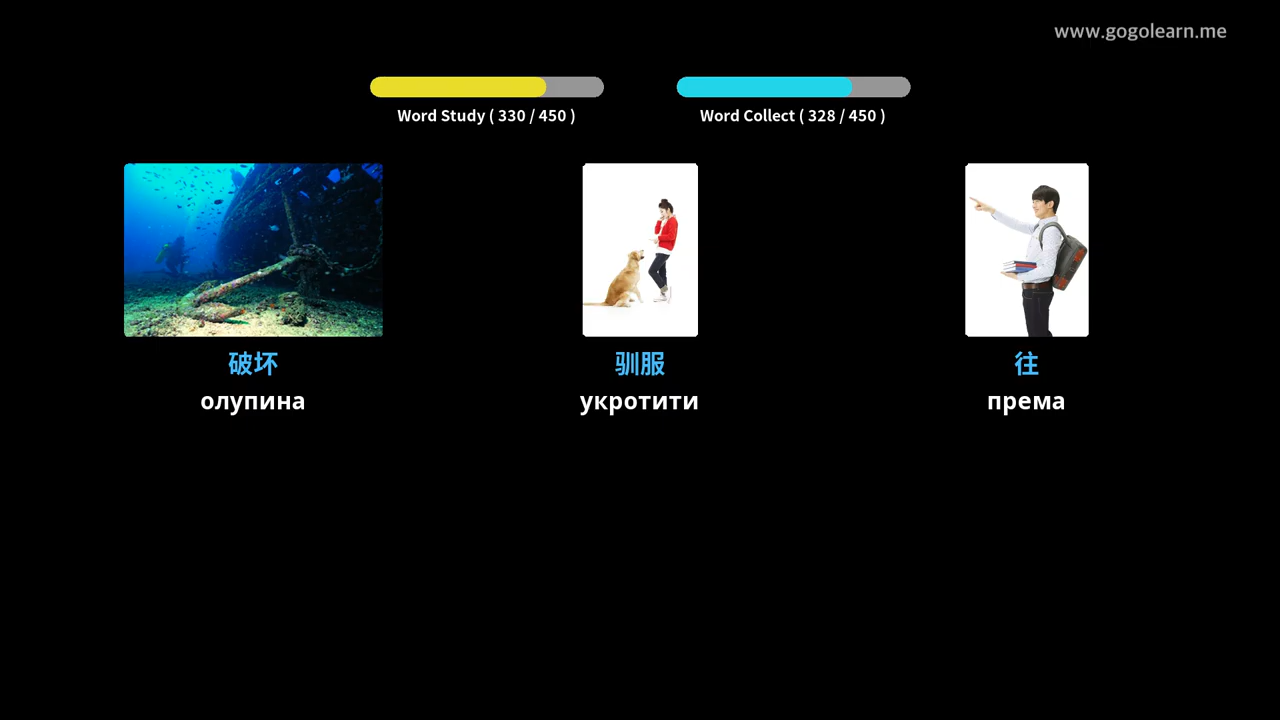 www.gogolearn.me
Word Study ( 330 / 450 )
Word Collect ( 328 / 450 )
破坏
驯服
往
олупина
укротити
према